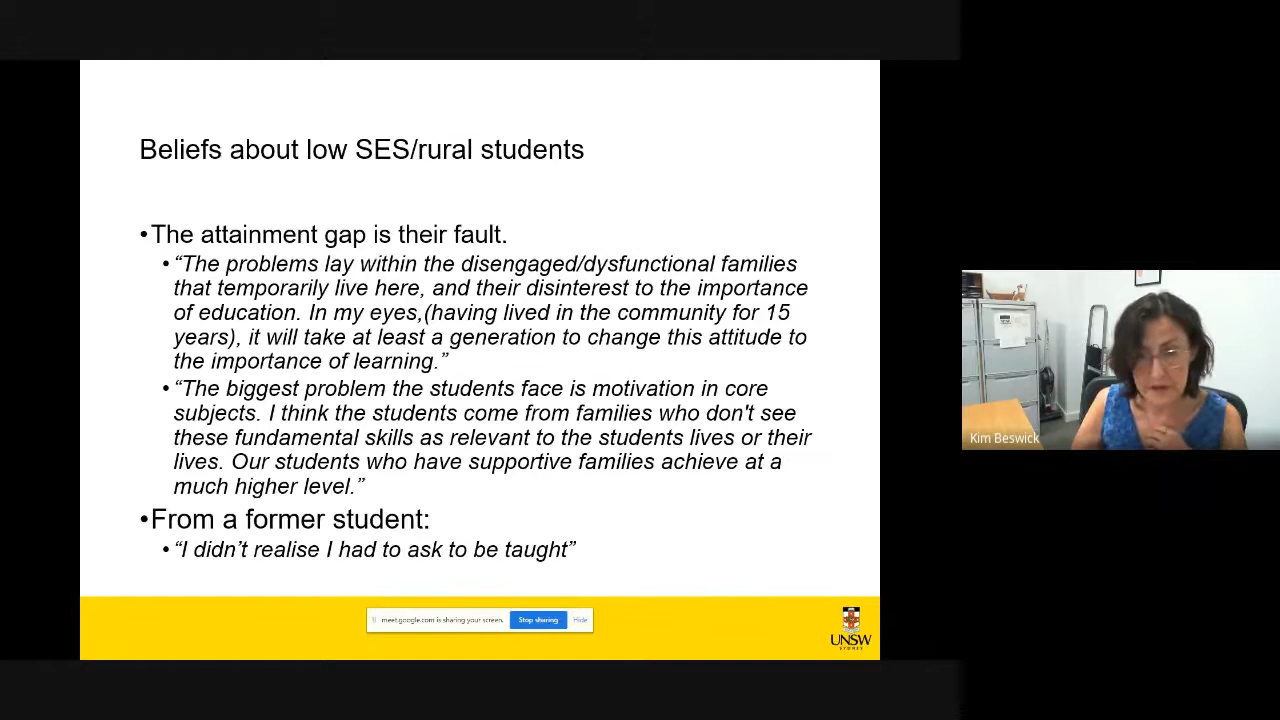 Beliefs about low SES/rural students
•The attainment gap is their fault.
• “The problems lay within the disengaged/dysfunctional families
that temporarily live here, and their disinterest to the importance
of education. In my eyes,(having lived in the community for 15
years), it will take at least a generation to change this attitude to
the importance of learning.”
• “The biggest problem the students face is motivation in core
subjects. I think the students come from families who don't see
these fundamental skills as relevant to the students lives or their
lives. Our students who have supportive families achieve at a
much higher level.”
•From a former student:
• “I didn’t realise I had to ask to be taught”
meet.google.com is sharing your screen. Stop sharing Hide
UNSW
SYDNEY
Kim Beswick